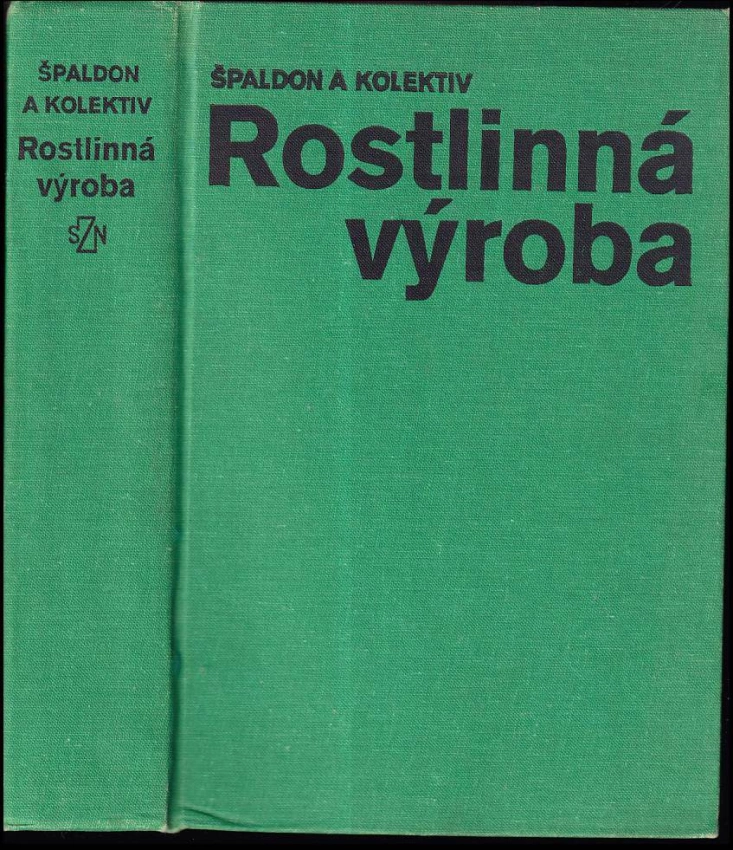 ŠPALDON
A KOLEKTIV
Rostlinná
výroba
SZN
ŠPALDON A KOLEKTIV
Rostlinná
výroba